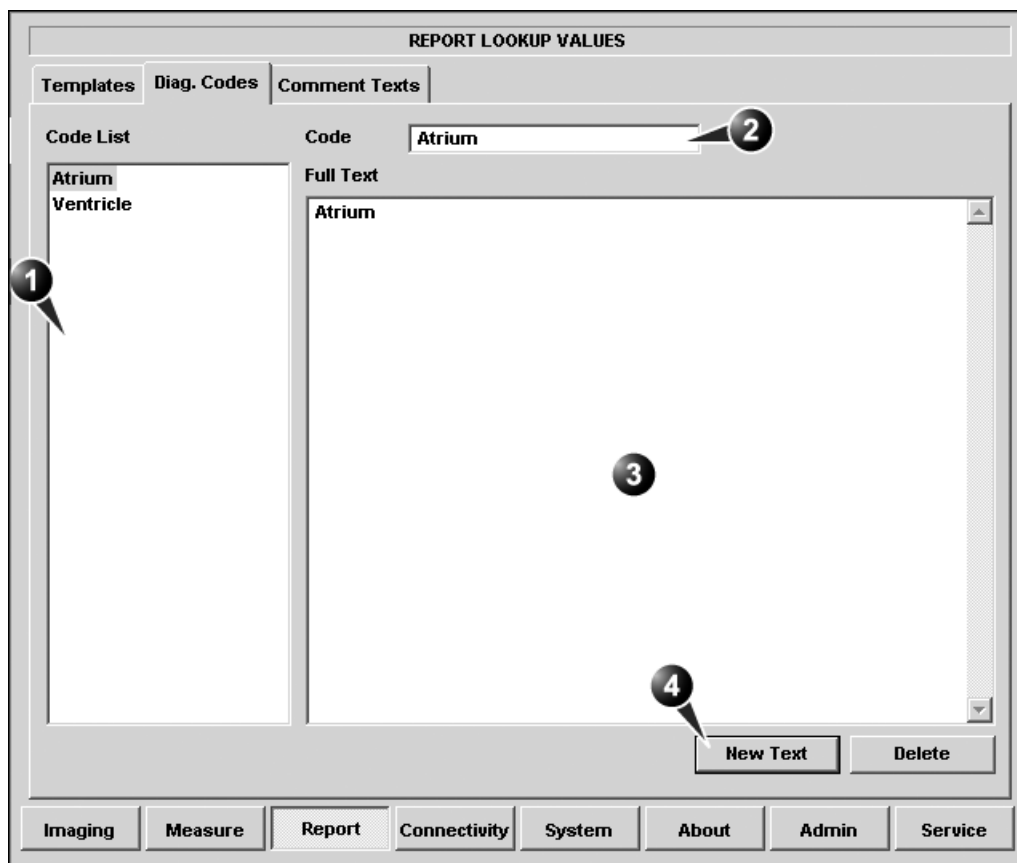 REPORT LOOKUP VALUES
Templates Diag. Codes Comment Texts
Code List Code Atrium 2
Atrium Full Text
Ventricle Atrium
1
3
4
New Text Delete
Imaging Measure Report Connectivity System About Admin Service